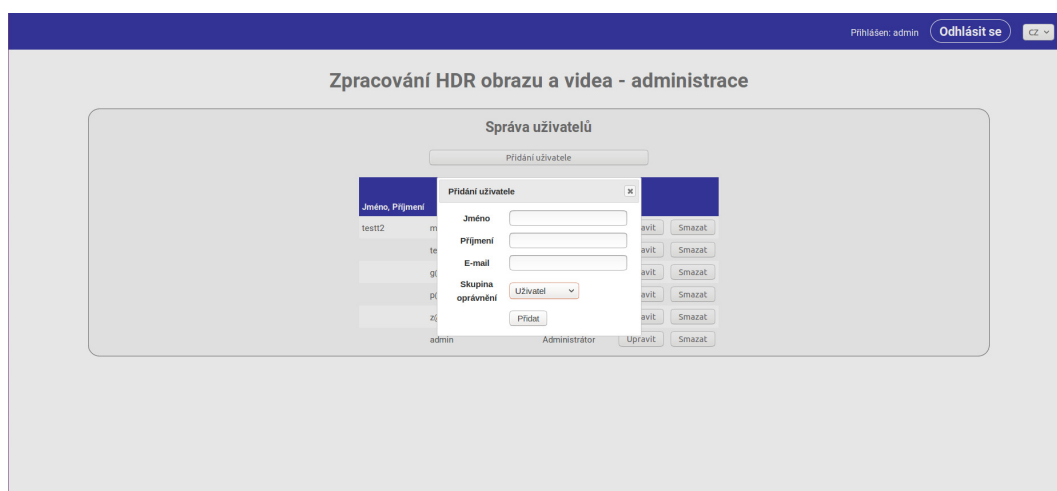 Přihlášen: admin Odhlásit se CZ
Zpracování HDR obrazu a videa - administrace
Správa uživatelů
Přidání uživatele
Přidání uživatele
Jméno, Příjmení
Jméno
testt2 Smazat
Příjmení
Smazat
E-mail
Smazat
Skupina
oprávnění Uživatel Smazat
Přidat Smazat
admin Administrátor Upravit Smazat